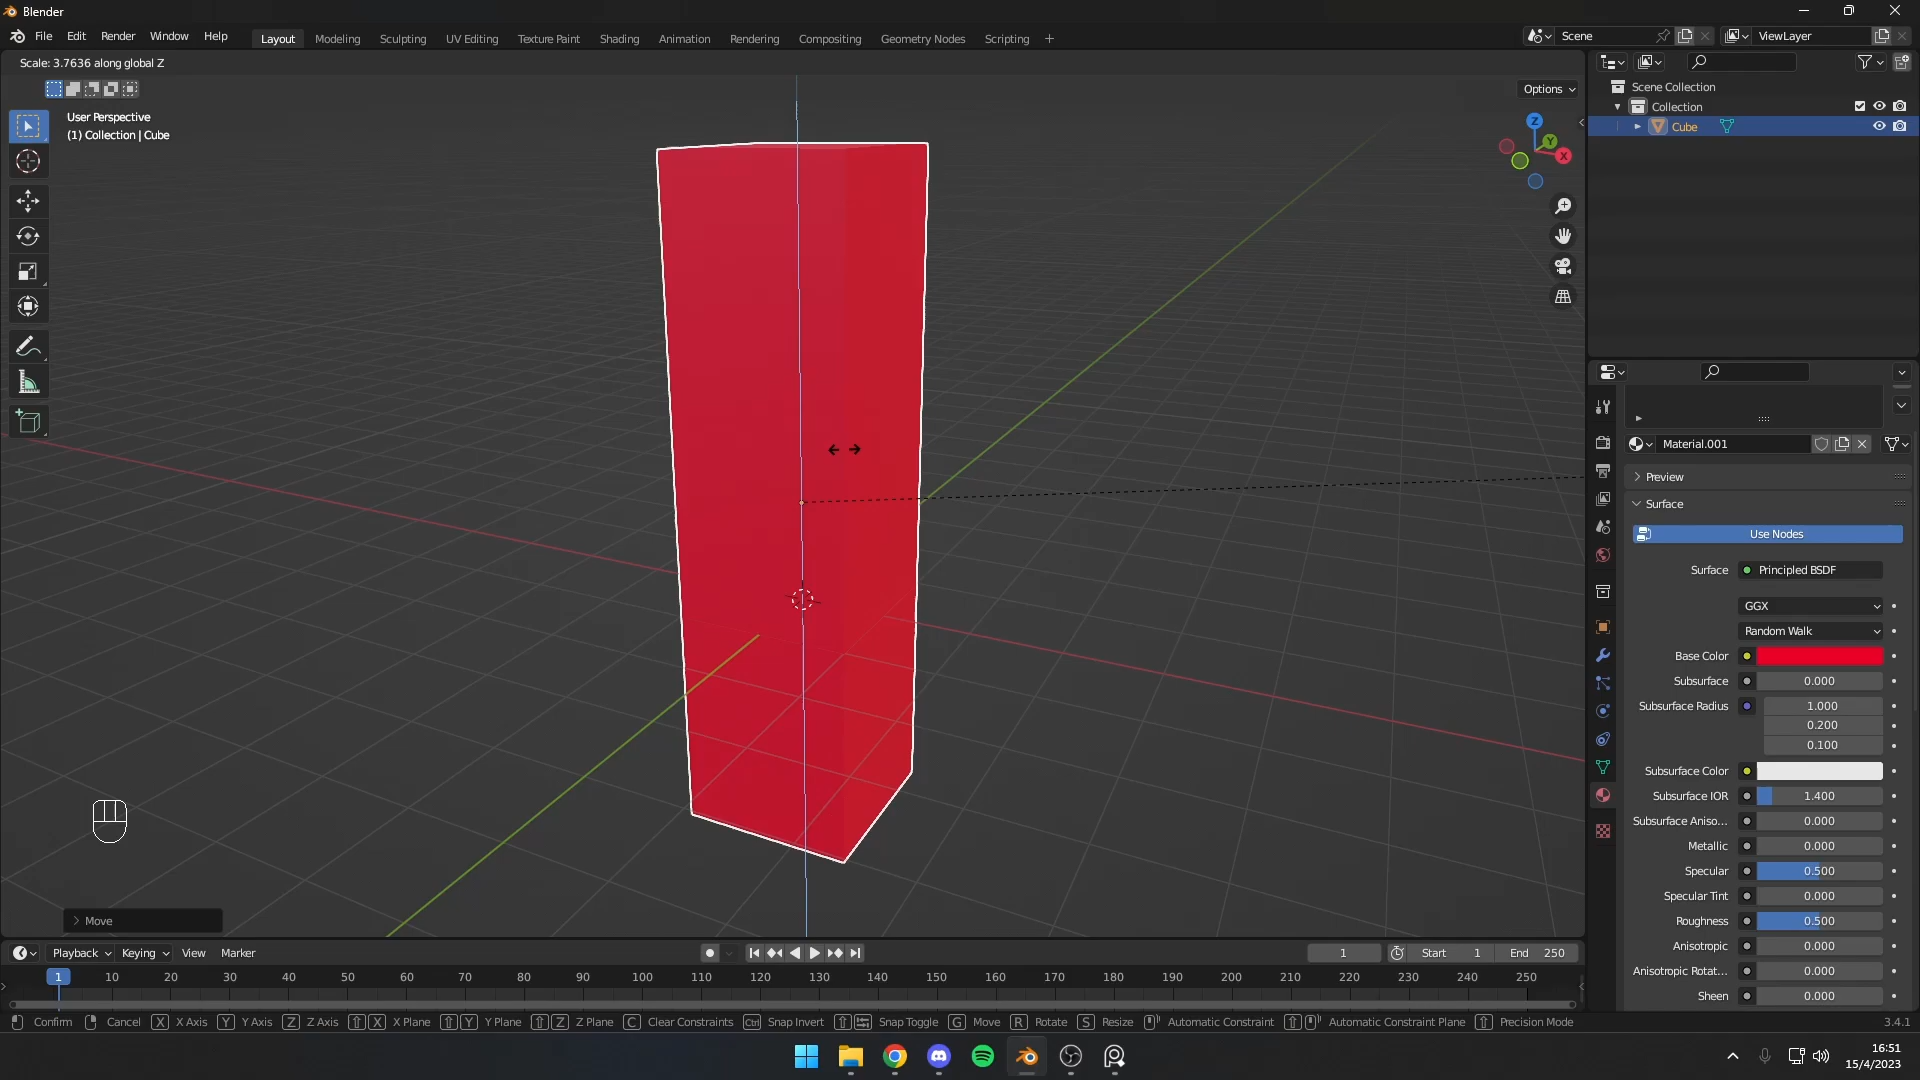 Blender
File Edit Render Window Help Layout Modeling Sculpting UV Editing Texture Paint Shading Animation Rendering Compositing Geometry Nodes Scripting + Scene ViewLayer
Scale: 3.7636 along global Z
Options
User Perspective
(1) Collection | Cube
Z
Y
X
Scene Collection
Collection
Cube
Material.001
Preview
Surface
Use Nodes
Surface Principled BSDF
GGX
Random Walk
Base Color
Subsurface 0.000
Subsurface Radius 1.000
0.200
0.100
Subsurface Color
Subsurface IOR 1.400
Subsurface Aniso... 0.000
Metallic 0.000
Specular 0.500
Specular Tint 0.000
Roughness 0.500
Anisotropic 0.000
Anisotropic Rotat... 0.000
Sheen 0.000
Move
Playback Keying View Marker 1 Start 1 End 250
1 10 20 30 40 50 60 70 80 90 100 110 120 130 140 150 160 170 180 190 200 210 220 230 240 250
Confirm Cancel X X Axis Y Y Axis Z Z Axis X X Plane Y Y Plane Z Z Plane C Clear Constraints Ctrl Snap Invert Snap Toggle G Move R Rotate S Resize Automatic Constraint Automatic Constraint Plane Precision Mode 3.4.1
16:51
15/4/2023